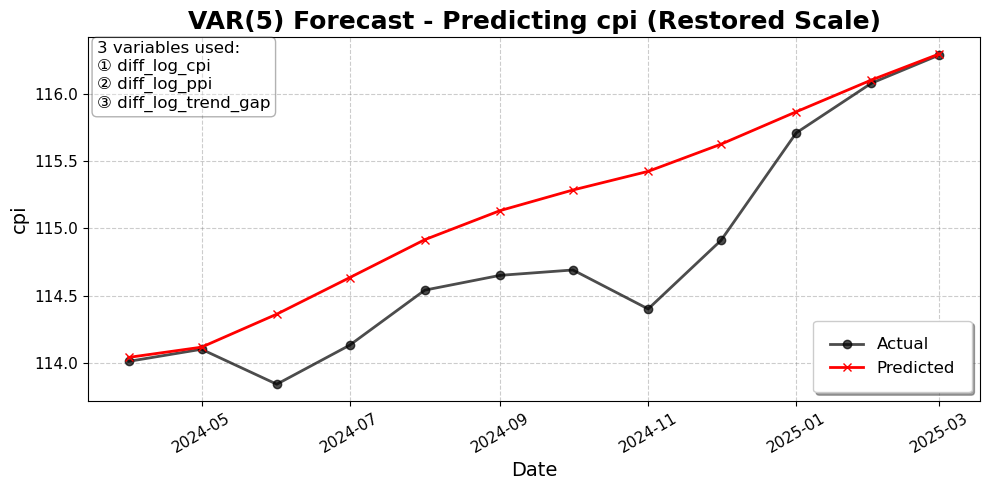 VAR(5) Forecast - Predicting cpi (Restored Scale)
3 variables used:
① diff_log_cpi
② diff_log_ppi
③ diff_log_trend_gap
cpi
116.0
115.5
115.0
114.5
114.0
Actual
Predicted
2024-05
2024-07
2024-09
2024-11
2025-01
2025-03
Date